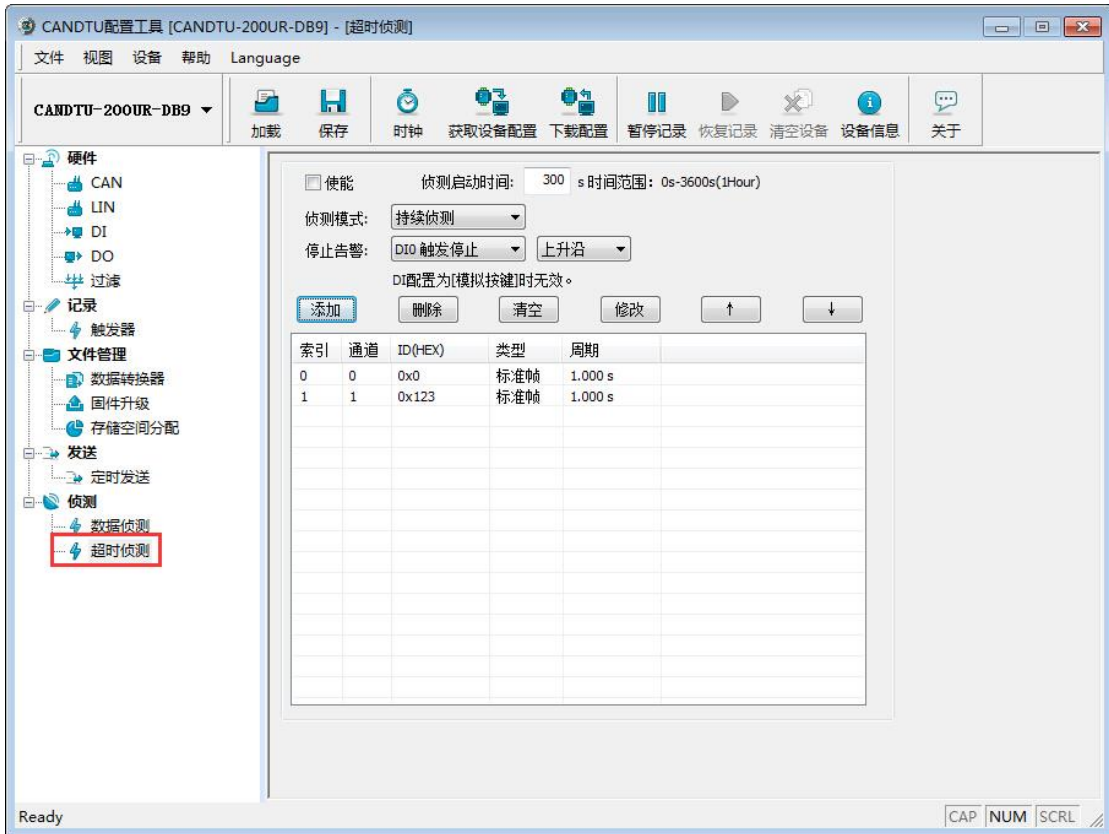 CANDTU配置工具 [CANDTU-200UR-DB9] - [超时侦测]
文件 视图 设备 帮助 Language
CANDTU-200UR-DB9 加载 保存 时钟 获取设备配置 下载配置 暂停记录 恢复记录 清空设备 设备信息 关于
硬件
CAN
LIN
DI
DO
过滤
记录
触发器
文件管理
数据转换器
固件升级
存储空间分配
发送
定时发送
侦测
数据侦测
超时侦测
使能 侦测启动时间: 300 s 时间范围: 0s-3600s(1Hour)
侦测模式: 持续侦测
停止告警: DI0 触发停止 上升沿
DI配置为[模拟按键]时无效。
添加 删除 清空 修改 ↑ ↓
索引 通道 ID(HEX) 类型 周期
0 0 0x0 标准帧 1.000 s
1 1 0x123 标准帧 1.000 s
Ready CAP NUM SCRL